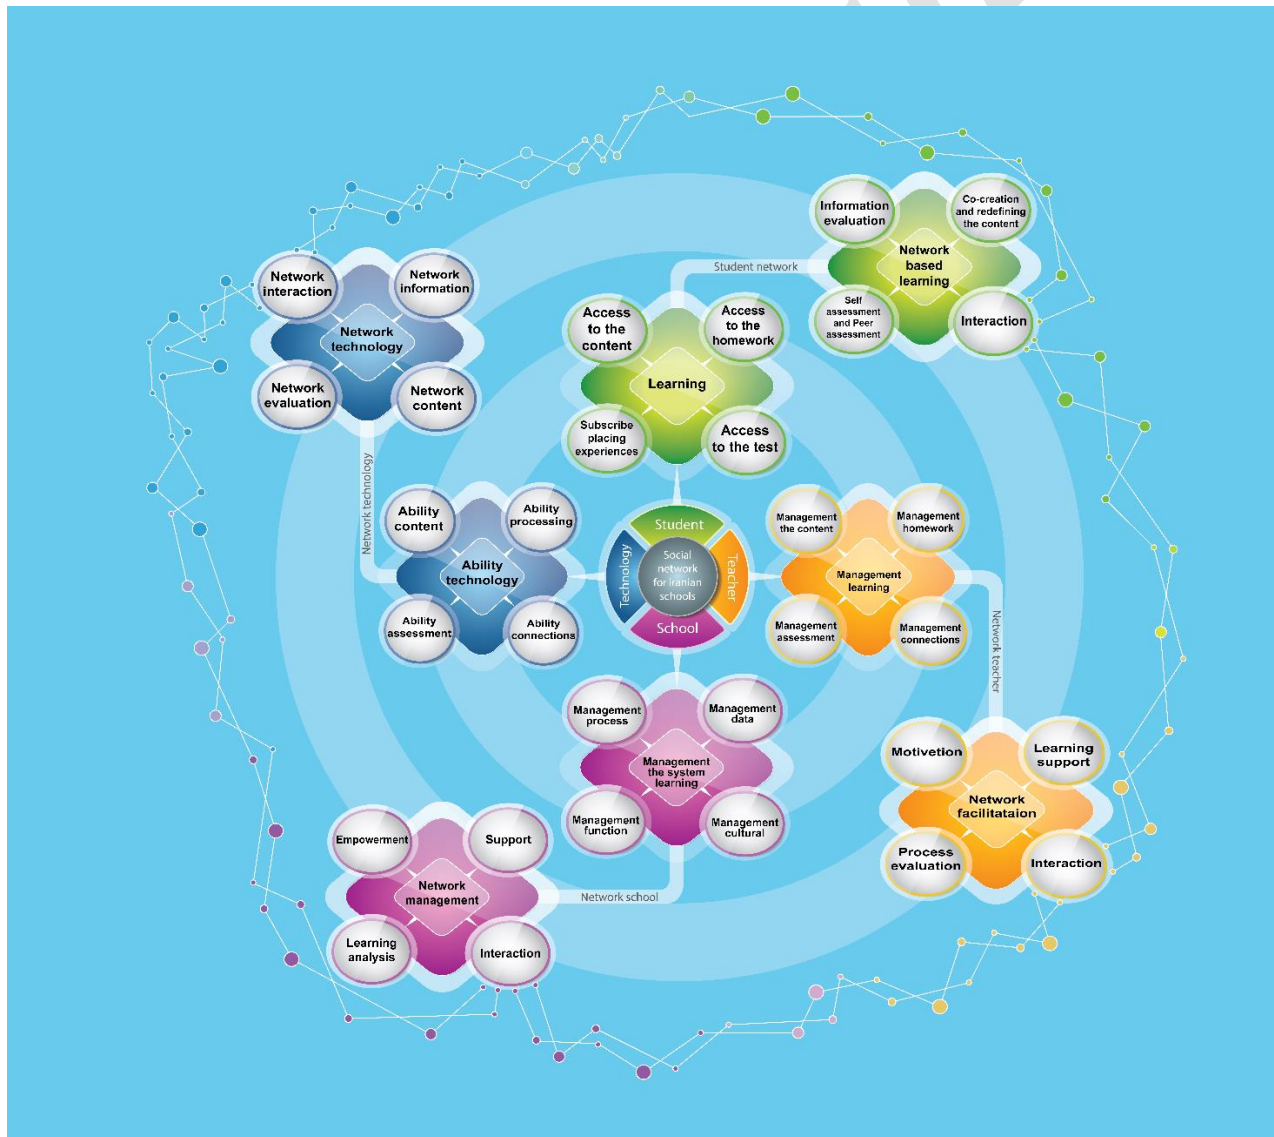 Information
evaluation
Co-creation
and redefining
the content
Network
based
learning
Self
assessment
and Peer
assessment
Interaction
Student network
Network
interaction
Network
information
Network
technology
Network
evaluation
Network
content
Access
to the
content
Access
to the
homework
Learning
Subscribe
placing
experiences
Access
to the test
Network technology
Ability
content
Ability
processing
Ability
technology
Ability
assessment
Ability
connections
Student
Technology
Social
network
for iranian
schools
Teacher
School
Management
the content
Management
homework
Management
learning
Management
assessment
Management
connections
Network teacher
Management
process
Management
data
Management
the system
learning
Management
function
Management
cultural
Motivetion
Learning
support
Network
facilitataion
Process
evaluation
Interaction
Empowerment
Support
Network
management
Learning
analysis
Interaction
Network school